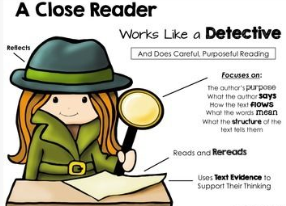 A Close Reader
Works Like a Detective
And Does Careful, Purposeful Reading
Reflects
Focuses on:
The author's purpose
What the author says
How the text flows
What the words mean
What the structure of the
text tells them
Reads and Rereads
Uses Text Evidence to
Support Their Thinking